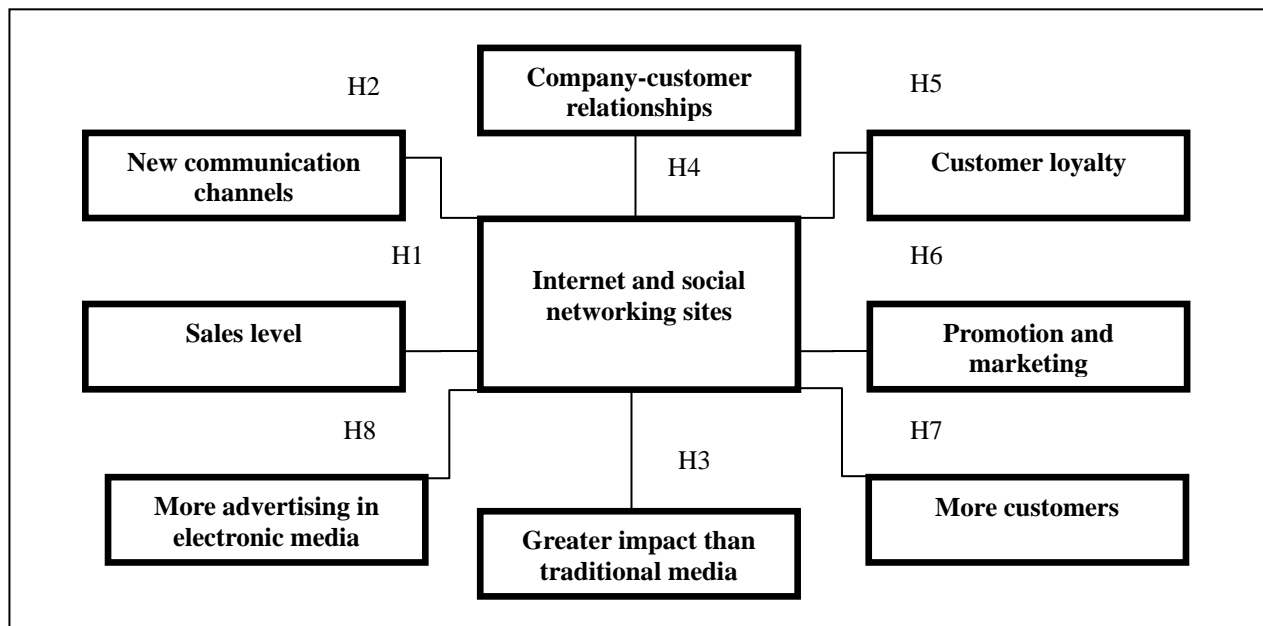 H2
Company-customer
relationships
H5
New communication
channels
H4
Customer loyalty
H1
Internet and social
networking sites
H6
Sales level
Promotion and
marketing
H8
H3
H7
More advertising in
electronic media
Greater impact than
traditional media
More customers